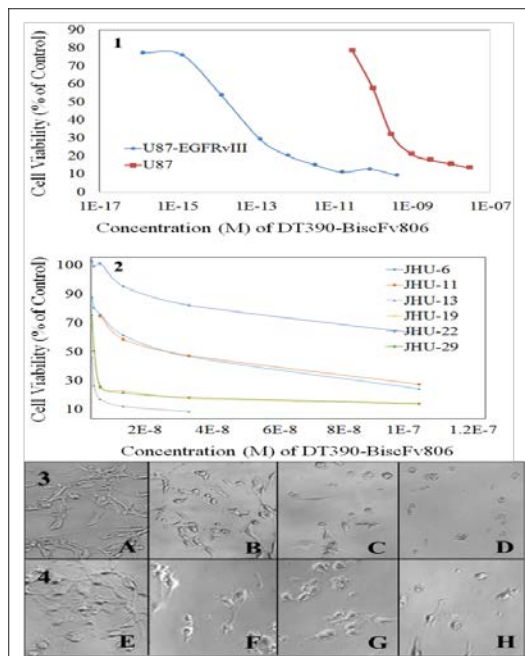 1
Cell Viability (% of Control)
90
80
70
60
50
40
30
20
10
0
U87-EGFRvIII
U87
1E-17 1E-15 1E-13 1E-11 1E-09 1E-07
Concentration (M) of DT390-BiscFv806
2
Cell Viability (% of Control)
100
70
50
30
10
JHU-6
JHU-11
JHU-13
JHU-19
JHU-22
JHU-29
2E-8 4E-8 6E-8 8E-8 1E-7 1.2E-7
Concentration (M) of DT390-BiscFv806
3
A B C D
4
E F G H